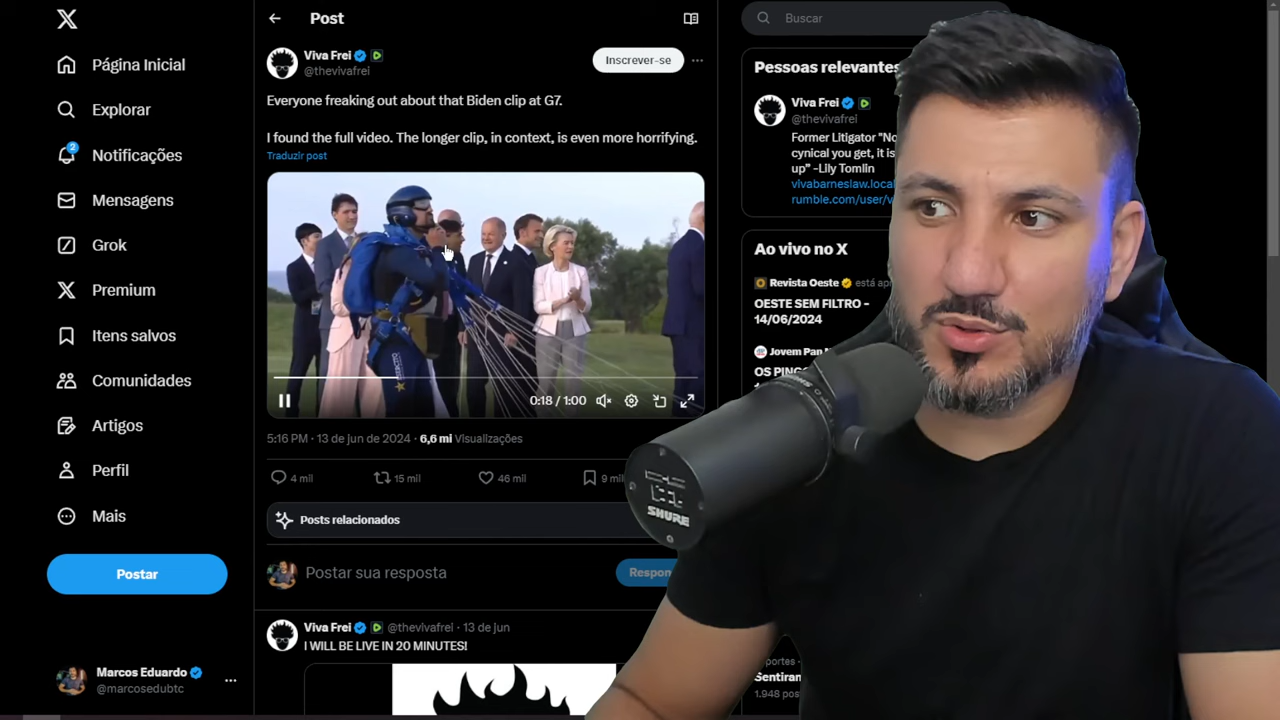 Post
Buscar
Página Inicial
Explorar
Notificações
2
Mensagens
Grok
Premium
Itens salvos
Comunidades
Artigos
Perfil
Mais
Postar
Marcos Eduardo
@marcosedubtc
Viva Frei
@thevivafrei
Inscrever-se
Everyone freaking out about that Biden clip at G7.
I found the full video. The longer clip, in context, is even more horrifying.
Traduzir post
0:18 / 1:00
5:16 PM · 13 de jun de 2024 · 6,6 mi Visualizações
4 mil
15 mil
46 mil
9 mil
Posts relacionados
Postar sua resposta
Respon
Viva Frei @thevivafrei · 13 de jun
I WILL BE LIVE IN 20 MINUTES!
Pessoas relevantes
Viva Frei
@thevivafrei
Former Litigator "No
cynical you get, it is
up" -Lily Tomlin
vivabarneslaw.local
rumble.com/user/v
Ao vivo no X
Revista Oeste está ap
OESTE SEM FILTRO -
14/06/2024
Jovem Pan
OS PINGO
SHURE
portes
Sentiran
1.948 pos